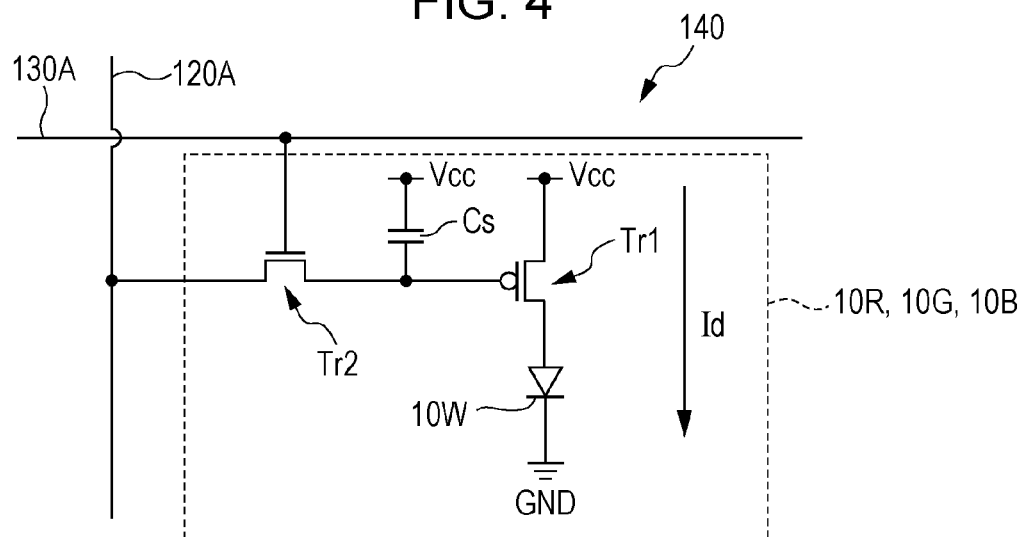 FIG. 4
140
130A
120A
Vcc
Vcc
Cs
Tr1
10R, 10G, 10B
Id
Tr2
10W
GND